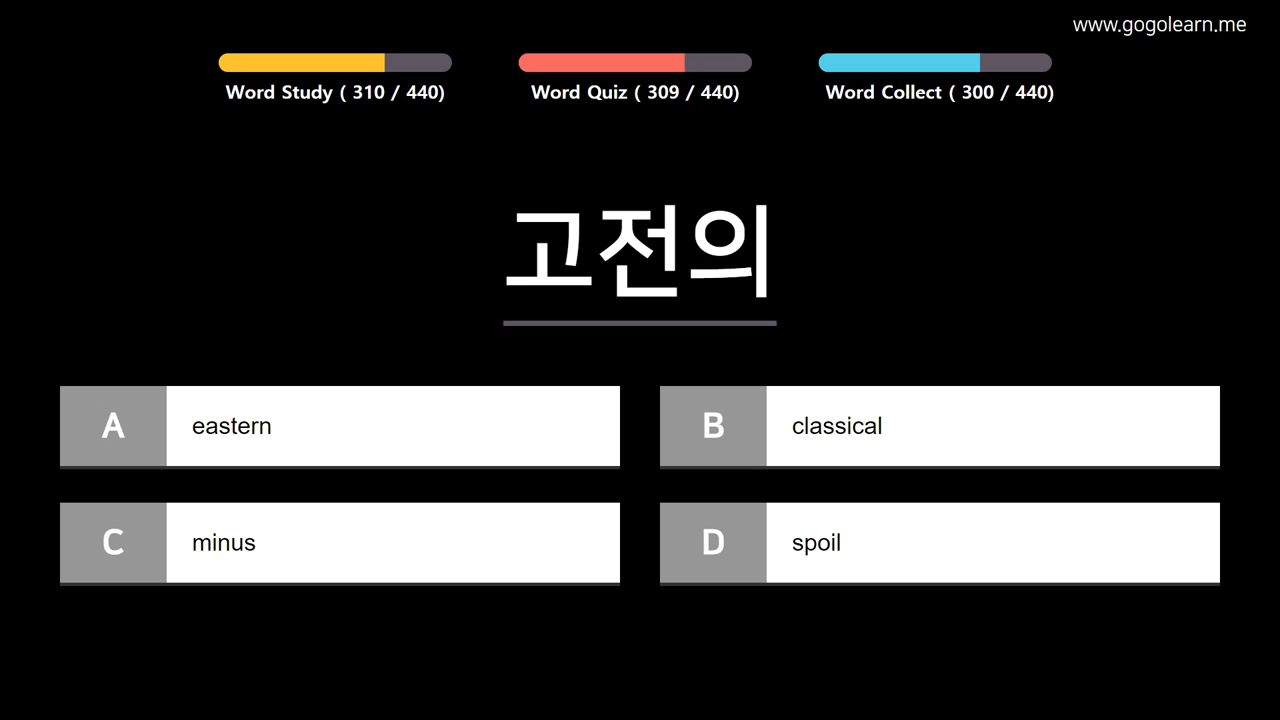 www.gogolearn.me
Word Study ( 310 / 440)
Word Quiz ( 309 / 440)
Word Collect ( 300 / 440)
고전의
A eastern
B classical
C minus
D spoil